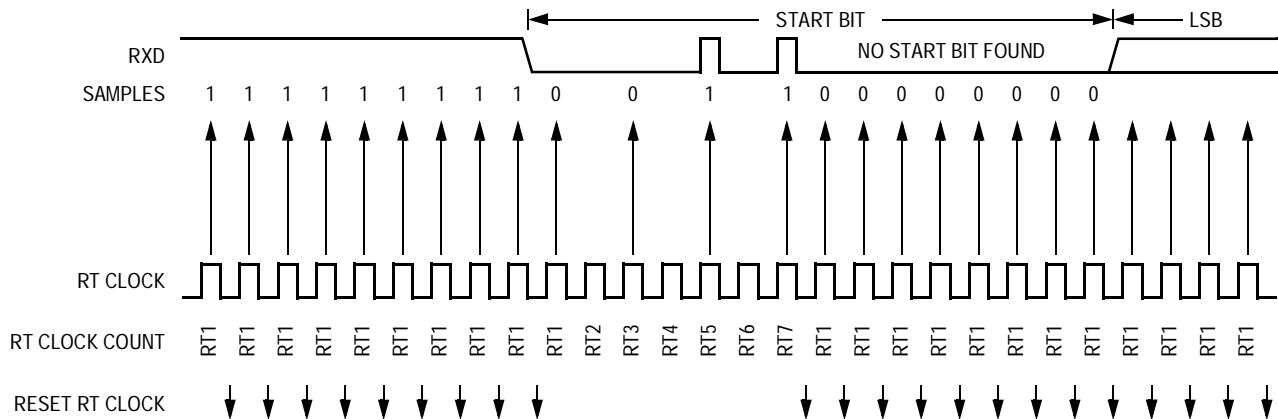 START BIT LSB
RXD NO START BIT FOUND
SAMPLES 1 1 1 1 1 1 1 1 1 0 0 1 1 0 0 0 0 0 0 0 0
RT CLOCK
RT CLOCK COUNT RT1 RT1 RT1 RT1 RT1 RT1 RT1 RT1 RT1 RT1 RT2 RT3 RT4 RT5 RT6 RT7 RT1 RT1 RT1 RT1 RT1 RT1 RT1 RT1 RT1 RT1 RT1 RT1
RESET RT CLOCK